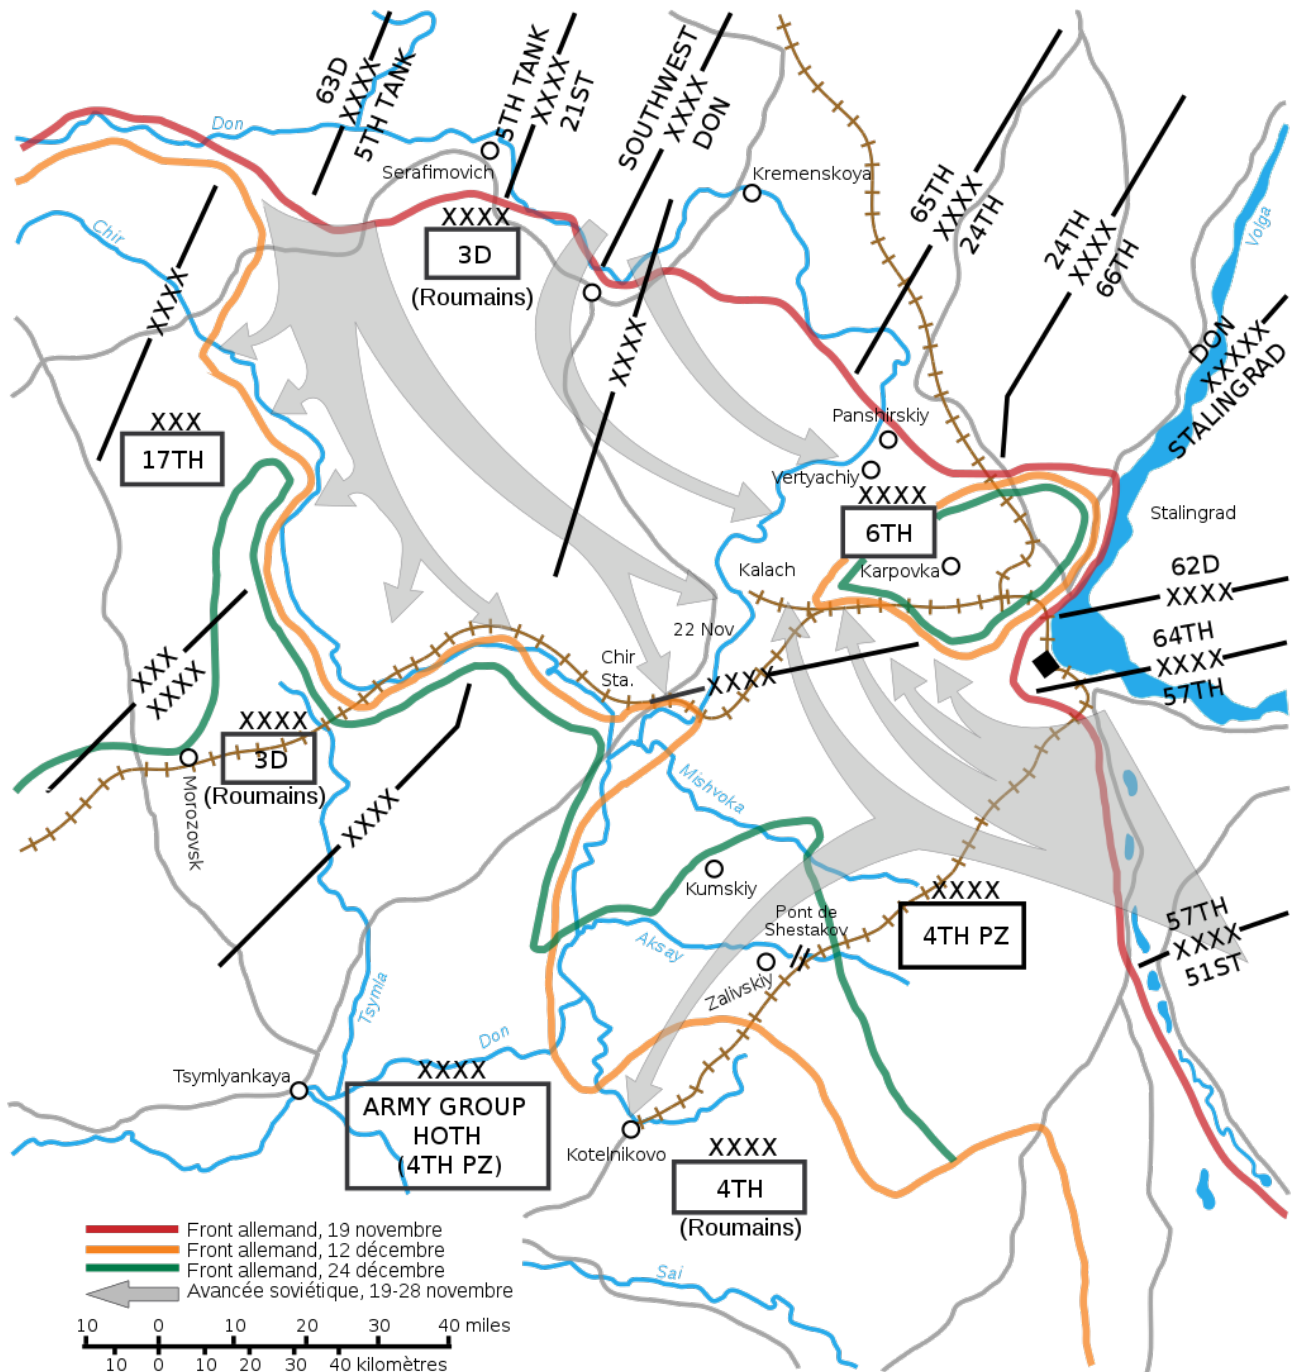 63D
XXXX
5TH TANK
5TH TANK
XXXX
21ST
SOUTHWEST
XXXX
DON
Don
Serafimovich
Kremenskoya
65TH
XXXX
24TH
24TH
XXXX
66TH
Volga
Chir
XXXX
XXXX
3D
(Roumains)
XXXX
DON
XXXXX
STALINGRAD
XXX
17TH
Panshirskiy
Vertyachiy
XXXX
6TH
Stalingrad
Kalach
Karpovka
62D
XXXX
22 Nov
64TH
XXXX
57TH
Chir
Sta.
XXXX
XXX
XXXX
XXXX
3D
(Roumains)
Morozovsk
XXXX
Mishvoka
Kumskiy
XXXX
4TH PZ
Pont de
Shestakov
Aksay
Zalivskiy
57TH
XXXX
51ST
Tsymla
Don
Tsymlyankaya
XXXX
ARMY GROUP
HOTH
(4TH PZ)
Kotelnikovo
XXXX
4TH
(Roumains)
Sai
Front allemand, 19 novembre
Front allemand, 12 décembre
Front allemand, 24 décembre
Avancée soviétique, 19-28 novembre
10 0 10 20 30 40 miles
10 0 10 20 30 40 kilomètres